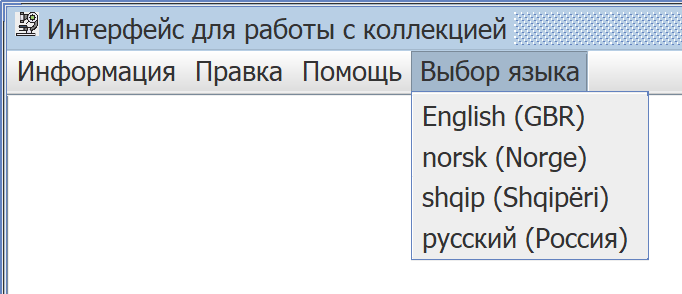 Интерфейс для работы с коллекцией
Информация Правка Помощь Выбор языка
English (GBR)
norsk (Norge)
shqip (Shqipëri)
русский (Россия)